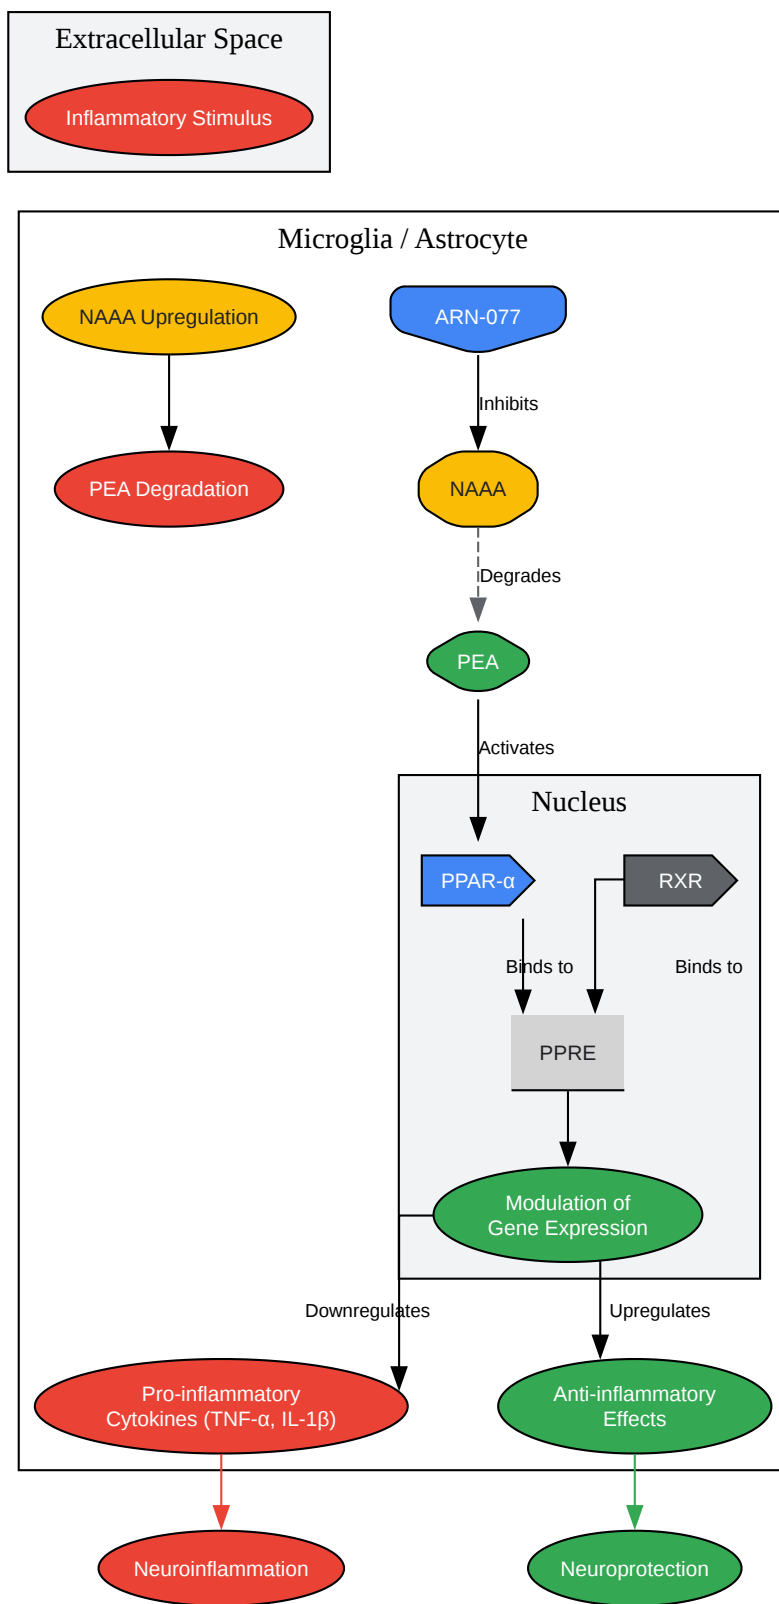 Extracellular Space
Inflammatory Stimulus
Microglia / Astrocyte
NAAA Upregulation
ARN-077
Inhibits
PEA Degradation
NAAA
Degrades
PEA
Activates
Nucleus
PPAR-α
RXR
Binds to
Binds to
PPRE
Modulation of
Gene Expression
Downregulates
Upregulates
Pro-inflammatory
Cytokines (TNF-α, IL-1β)
Anti-inflammatory
Effects
Neuroinflammation
Neuroprotection